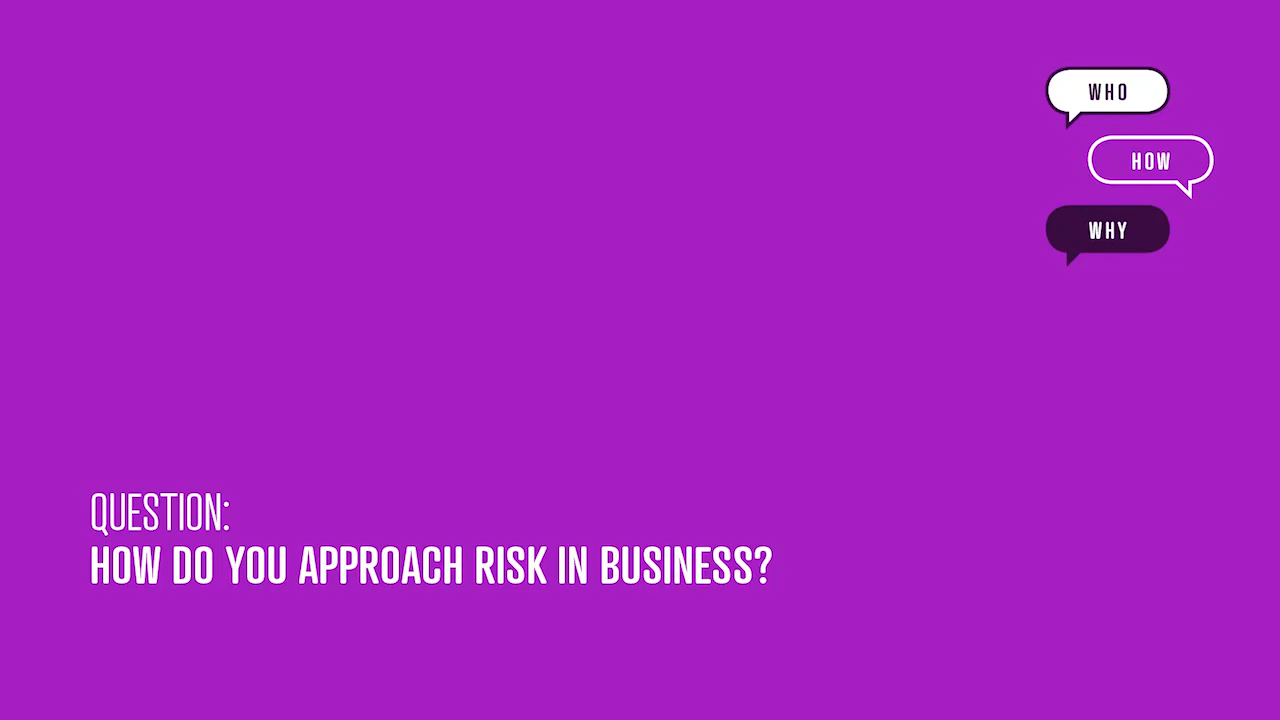 WHO
HOW
WHY
QUESTION:
HOW DO YOU APPROACH RISK IN BUSINESS?